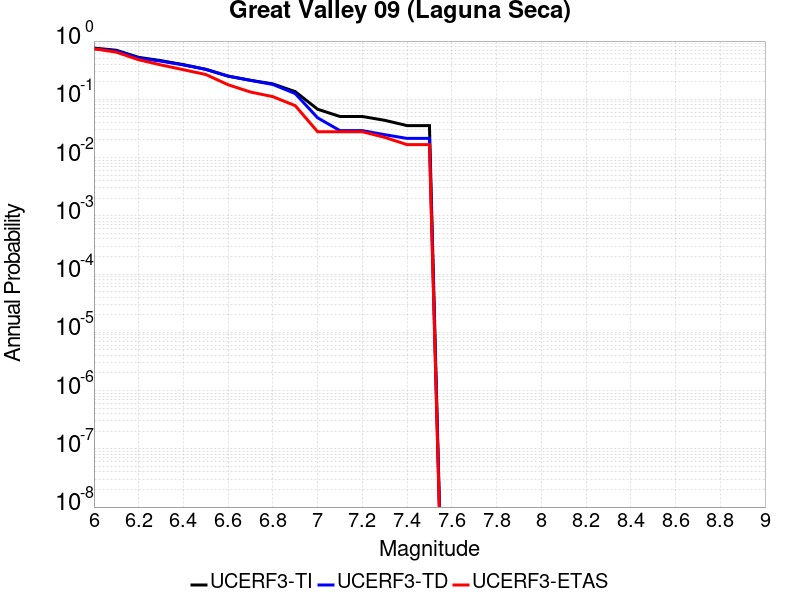 Great Valley 09 (Laguna Seca)
10^0
10^-1
10^-2
10^-3
10^-4
10^-5
10^-6
10^-7
10^-8
Annual Probability
6 6.2 6.4 6.6 6.8 7 7.2 7.4 7.6 7.8 8 8.2 8.4 8.6 8.8 9
Magnitude
UCERF3-TI UCERF3-TD UCERF3-ETAS